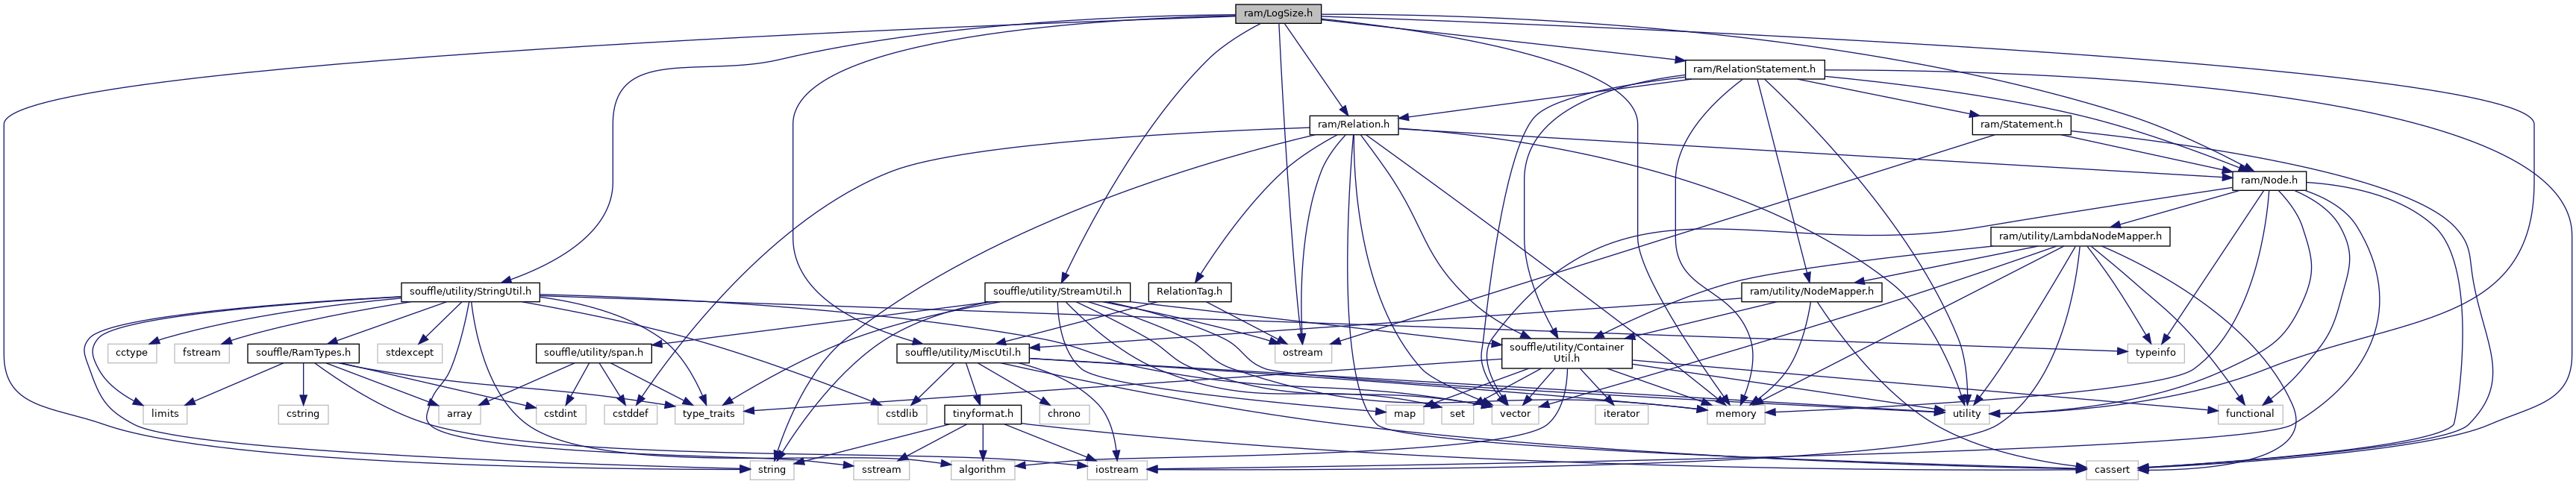 ram/LogSize.h
ram/RelationStatement.h
ram/Relation.h
ram/Statement.h
ram/Node.h
ram/utility/LambdaNodeMapper.h
souffle/utility/StringUtil.h
souffle/utility/StreamUtil.h
RelationTag.h
ram/utility/NodeMapper.h
cctype
fstream
souffle/RamTypes.h
stdexcept
souffle/utility/span.h
souffle/utility/MiscUtil.h
ostream
souffle/utility/Container
Util.h
typeinfo
limits
cstring
array
cstdint
cstddef
type_traits
cstdlib
tinyformat.h
chrono
map
set
vector
iterator
memory
utility
functional
string
sstream
algorithm
iostream
cassert